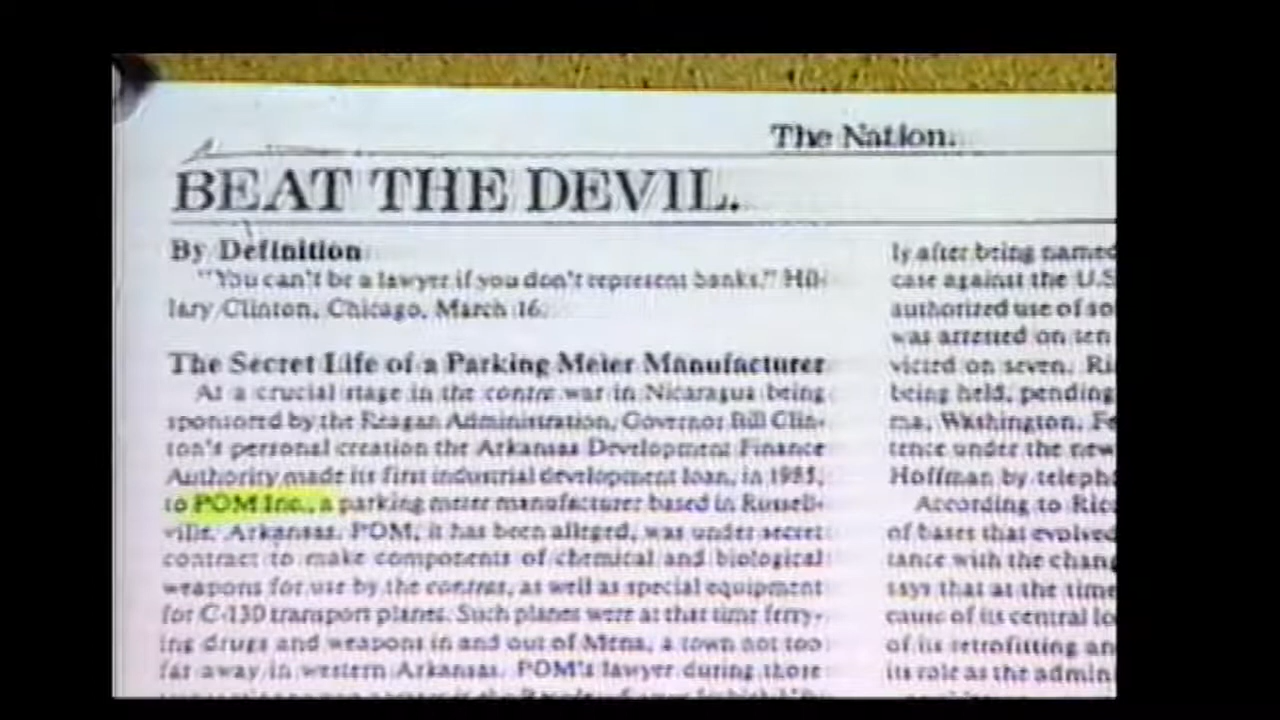 The Nation.
BEAT THE DEVIL.
By Definition
"You can't be a lawyer if you don't represent banks." Hil-
lary Clinton, Chicago, March 16.
The Secret Life of a Parking Meter Manufacturer
At a crucial stage in the contra war in Nicaragua being
sponsored by the Reagan Administration, Governor Bill Clin-
ton's personal creation the Arkansas Development Finance
Authority made its first industrial development loan, in 1985,
to POM Inc., a parking meter manufacturer based in Russell-
ville, Arkansas. POM, it has been alleged, was under secret
contract to make components of chemical and biological
weapons for use by the contras, as well as special equipment
for C-130 transport planes. Such planes were at that time ferry-
ing drugs and weapons in and out of Mena, a town not too
far away in western Arkansas. POM's lawyer during those
ly after being named
case against the U.S
authorized use of so
was arrested on ten
victed on seven. Ri
being held, pending
ma, Washington. Fe
tence under the new
Hoffman by teleph
According to Rico
of bases that evolved
tance with the chang
says that at the time
cause of its central lo
of its retrofitting an
its role as the admin